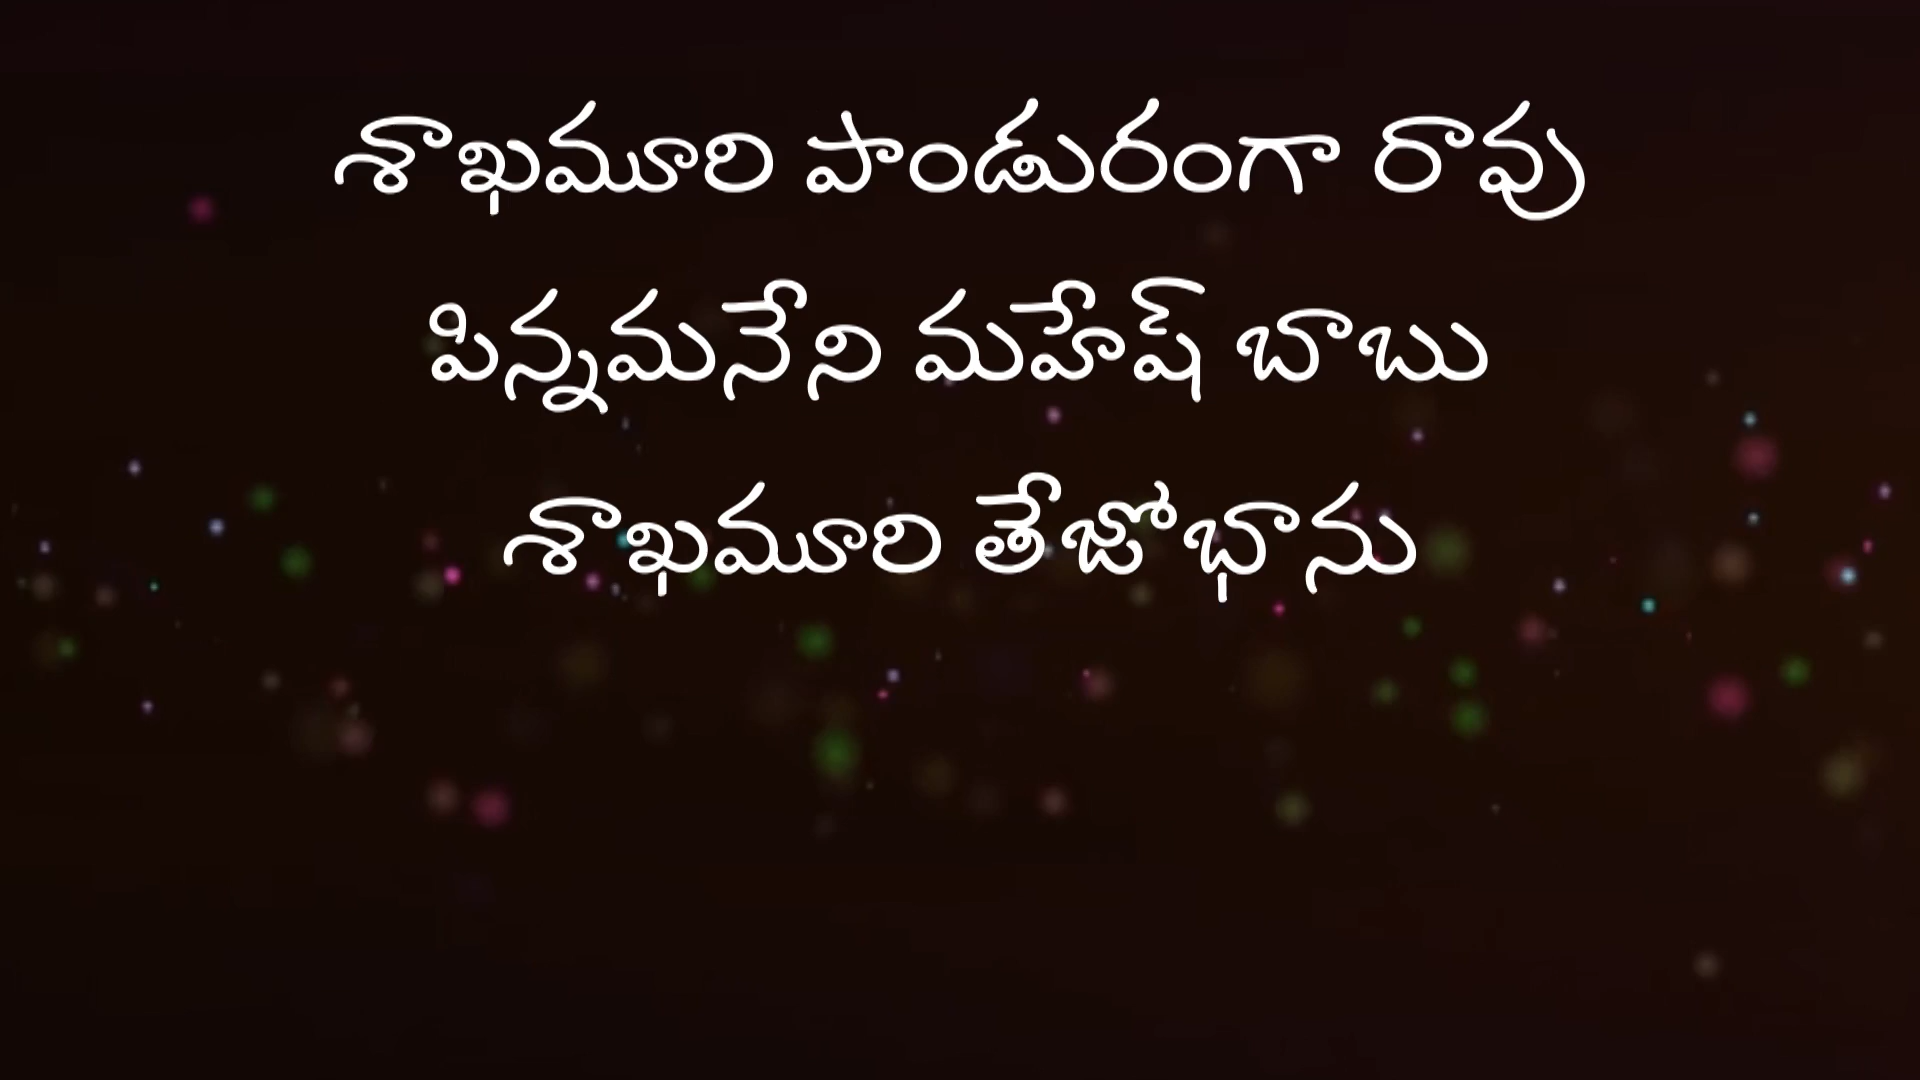 శాఖమూరి పాండురంగా రావు
పిన్నమనేని మహేష్ బాబు
శాఖమూరి తేజోభాను